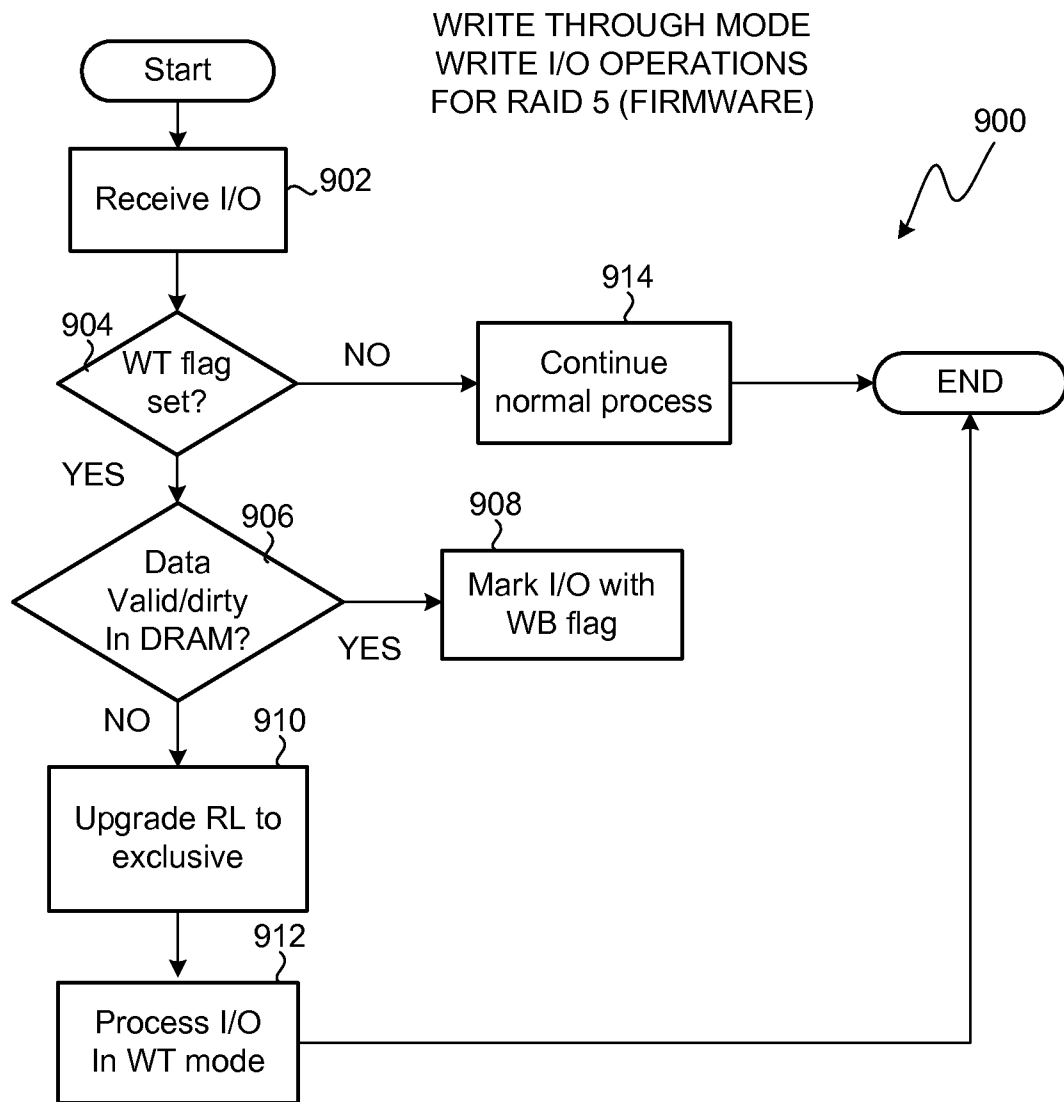 WRITE THROUGH MODE
WRITE I/O OPERATIONS
FOR RAID 5 (FIRMWARE)
Start
900
Receive I/O
902
904
WT flag
set?
NO
914
Continue
normal process
END
YES
906
Data
Valid/dirty
In DRAM?
YES
908
Mark I/O with
WB flag
NO
910
Upgrade RL to
exclusive
912
Process I/O
In WT mode